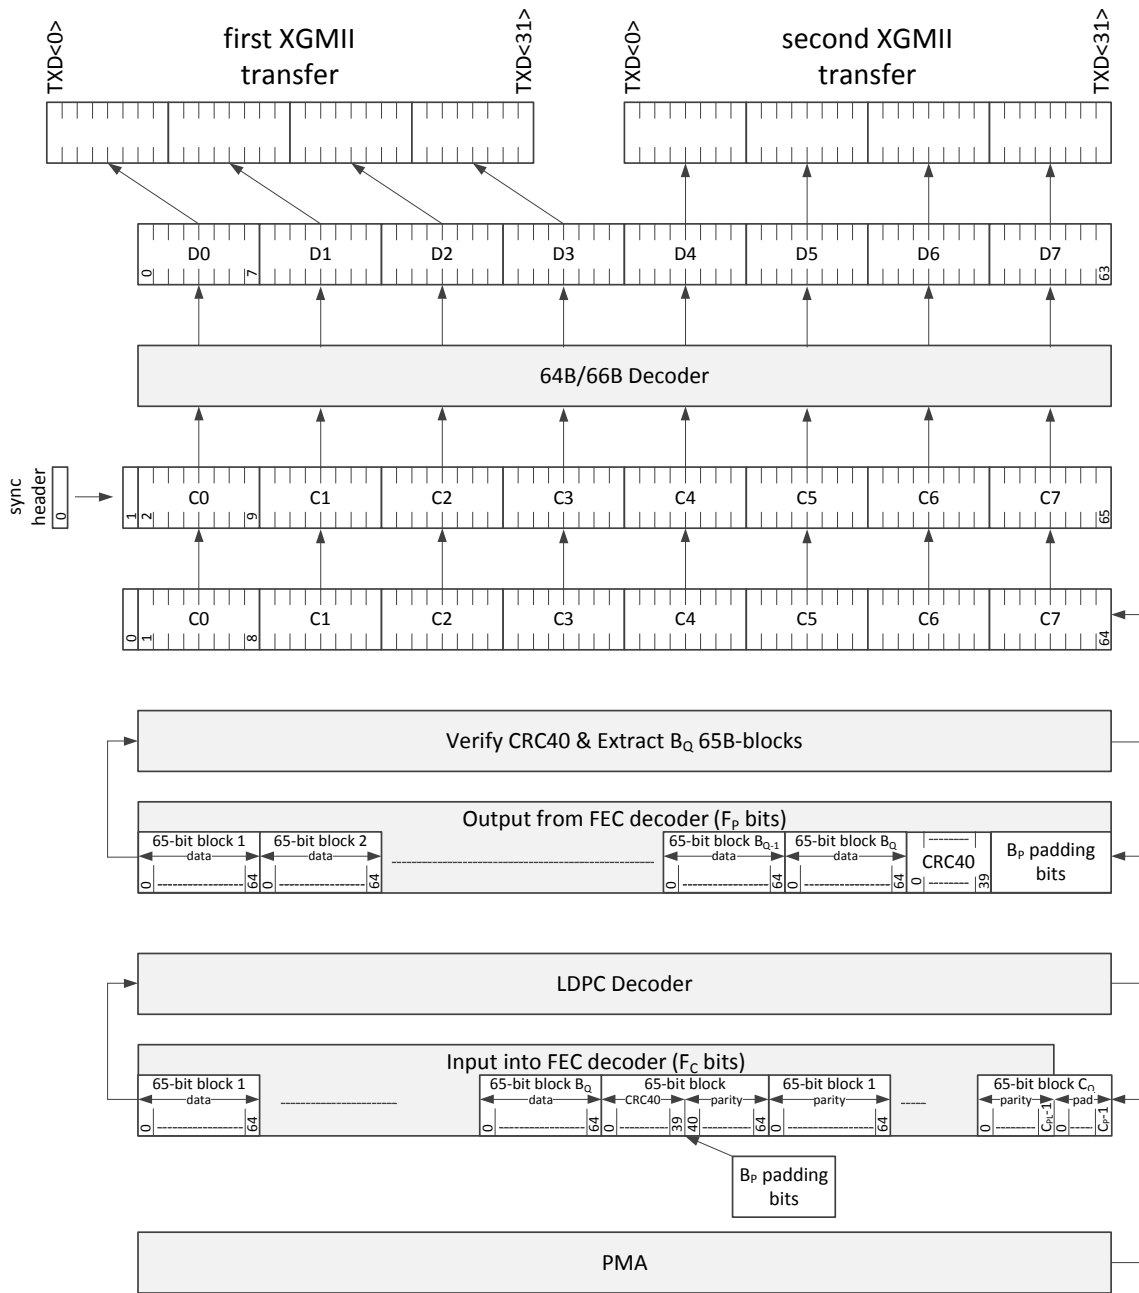 TXD<0>
first XGMII
transfer
TXD<31>
TXD<0>
second XGMII
transfer
TXD<31>
D0 D1 D2 D3 D4 D5 D6 D7
0 7 63
64B/66B Decoder
sync
header
0
C0 C1 C2 C3 C4 C5 C6 C7
1 2 9 65
C0 C1 C2 C3 C4 C5 C6 C7
0 1 8 64
Verify CRC40 & Extract BQ 65B-blocks
Output from FEC decoder (FP bits)
65-bit block 1 65-bit block 2 65-bit block BQ-1 65-bit block BQ
data data data data
CRC40
BP padding
bits
0 64 0 64 0 64 0 64 0 39
LDPC Decoder
Input into FEC decoder (FC bits)
65-bit block 1 65-bit block BQ 65-bit block 65-bit block 1 65-bit block CQ
data data CRC40 parity parity parity pad
0 64 0 64 0 39 40 64 0 64 0 CPL-1 0 CP-1
BP padding
bits
PMA